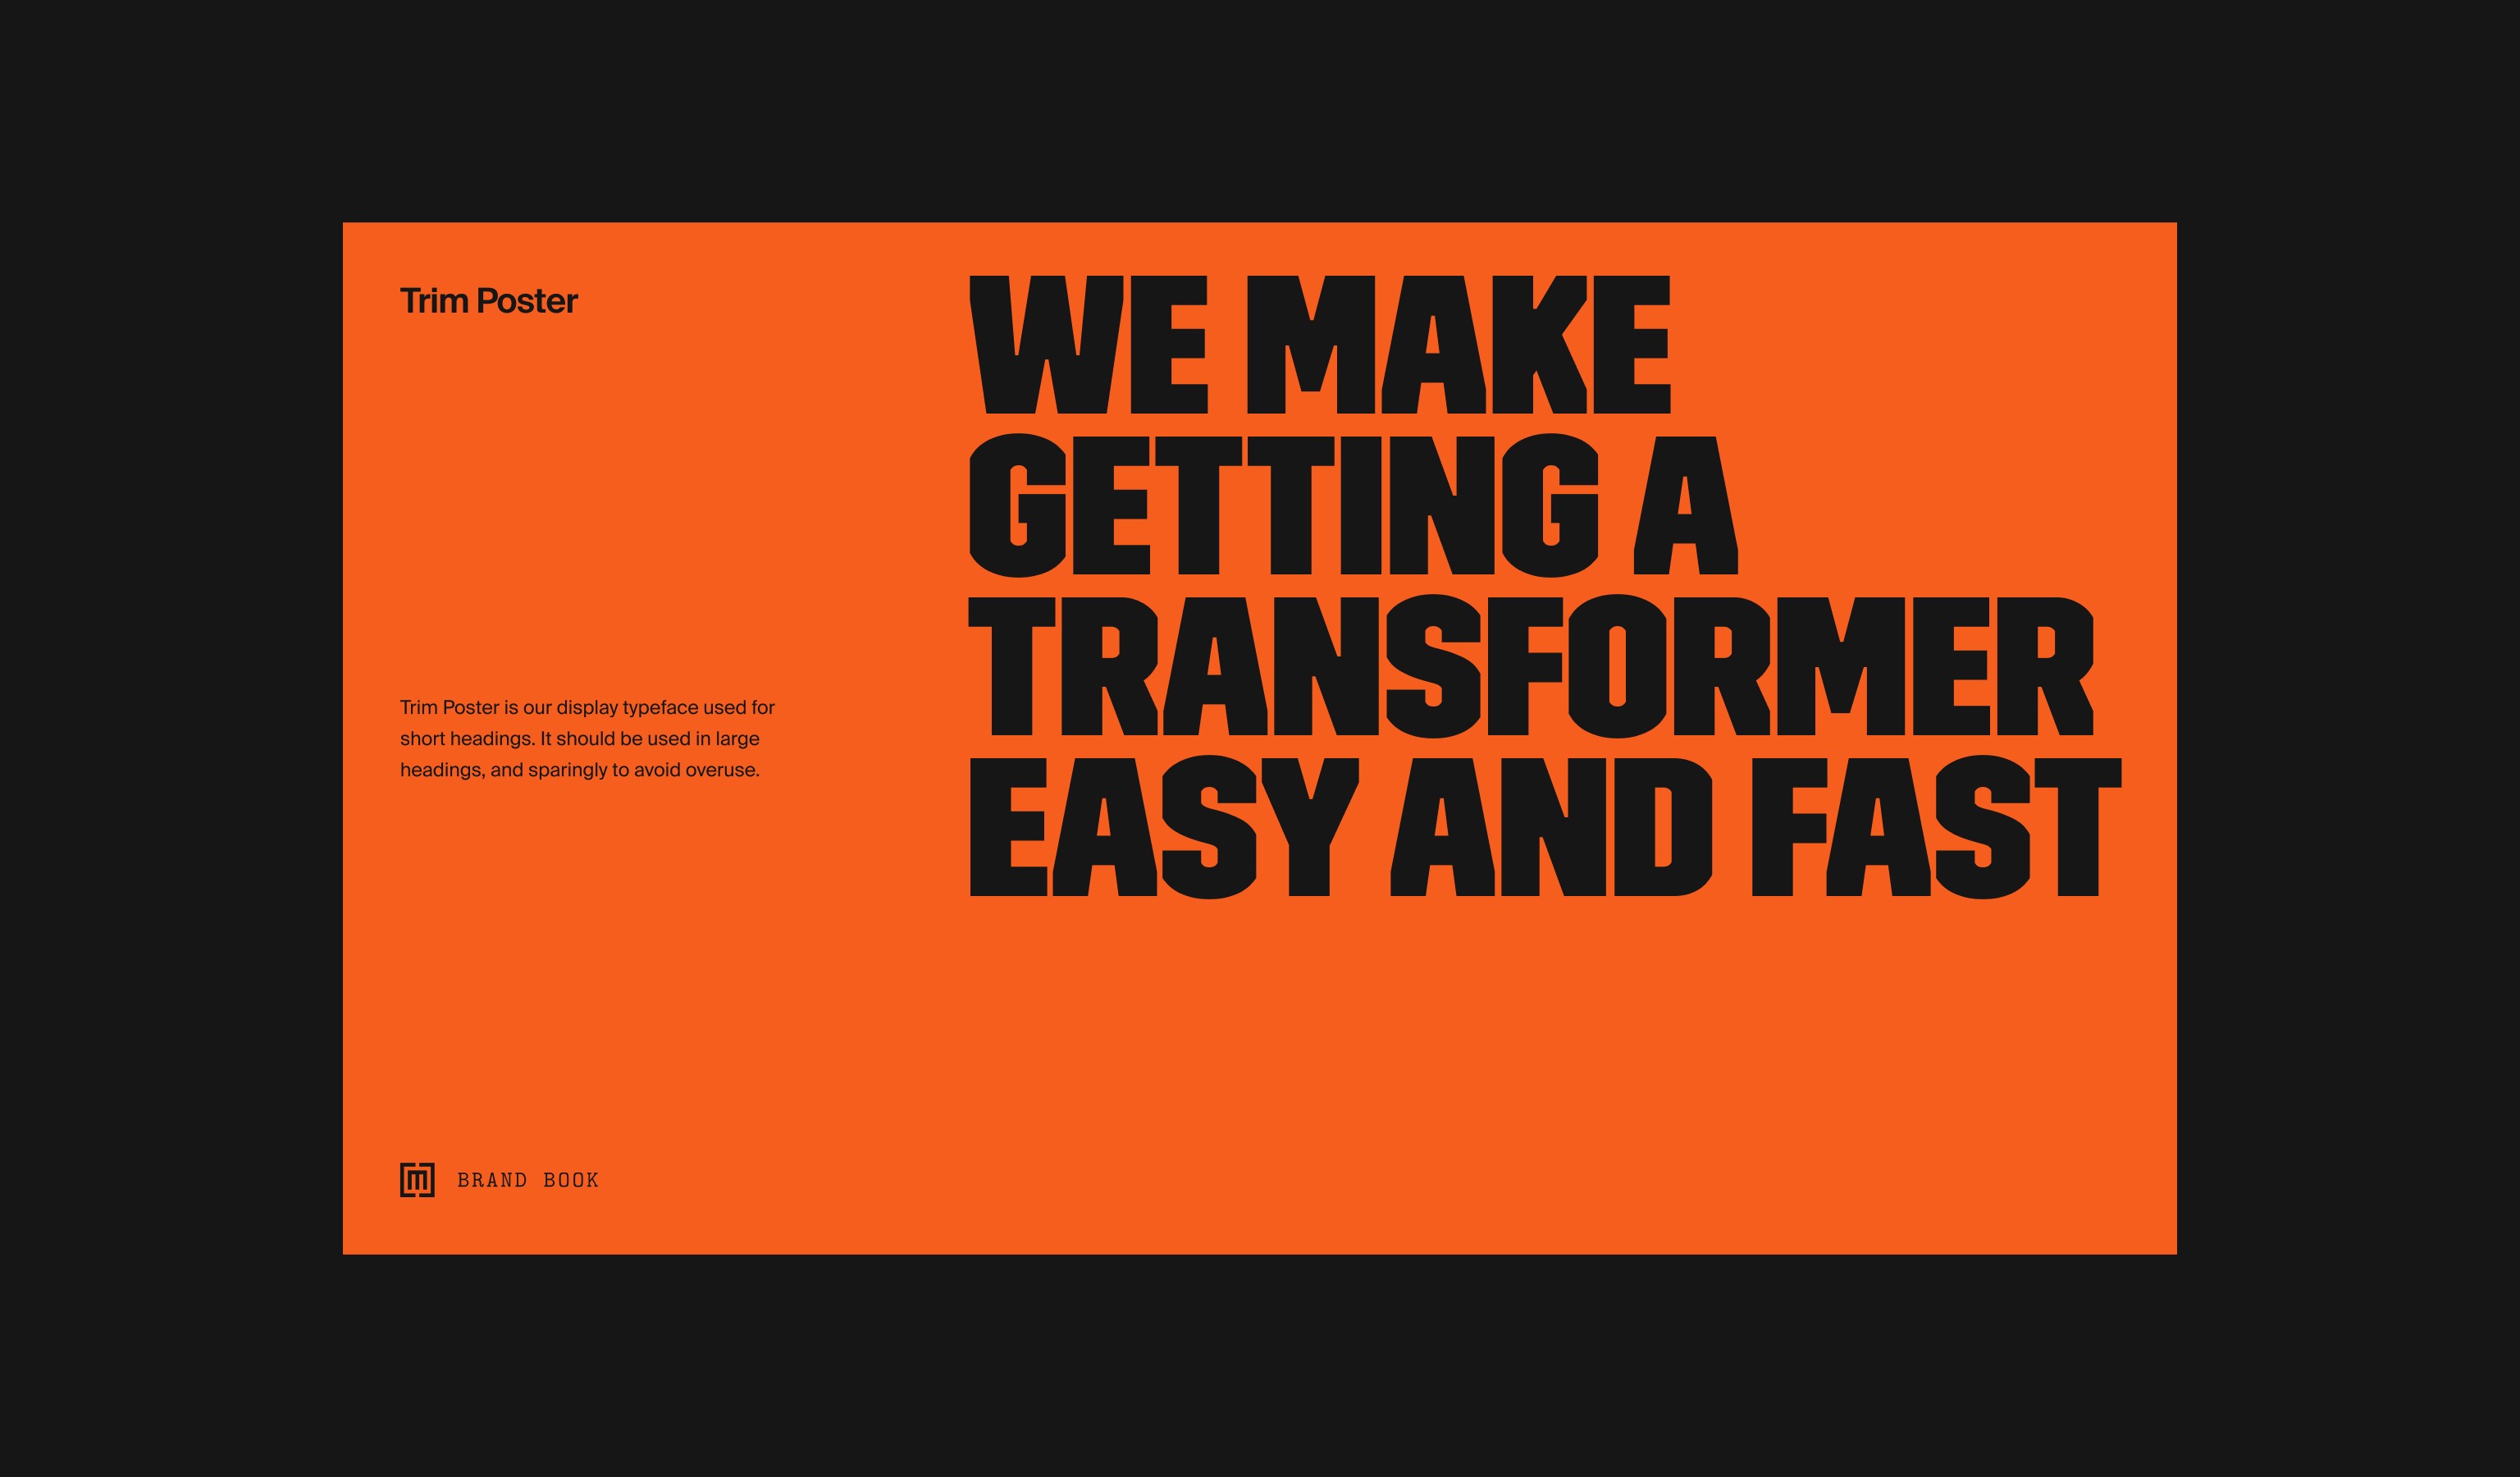 Trim Poster
WE MAKE
GETTING A
TRANSFORMER
EASY AND FAST
Trim Poster is our display typeface used for
short headings. It should be used in large
headings, and sparingly to avoid overuse.
BRAND BOOK